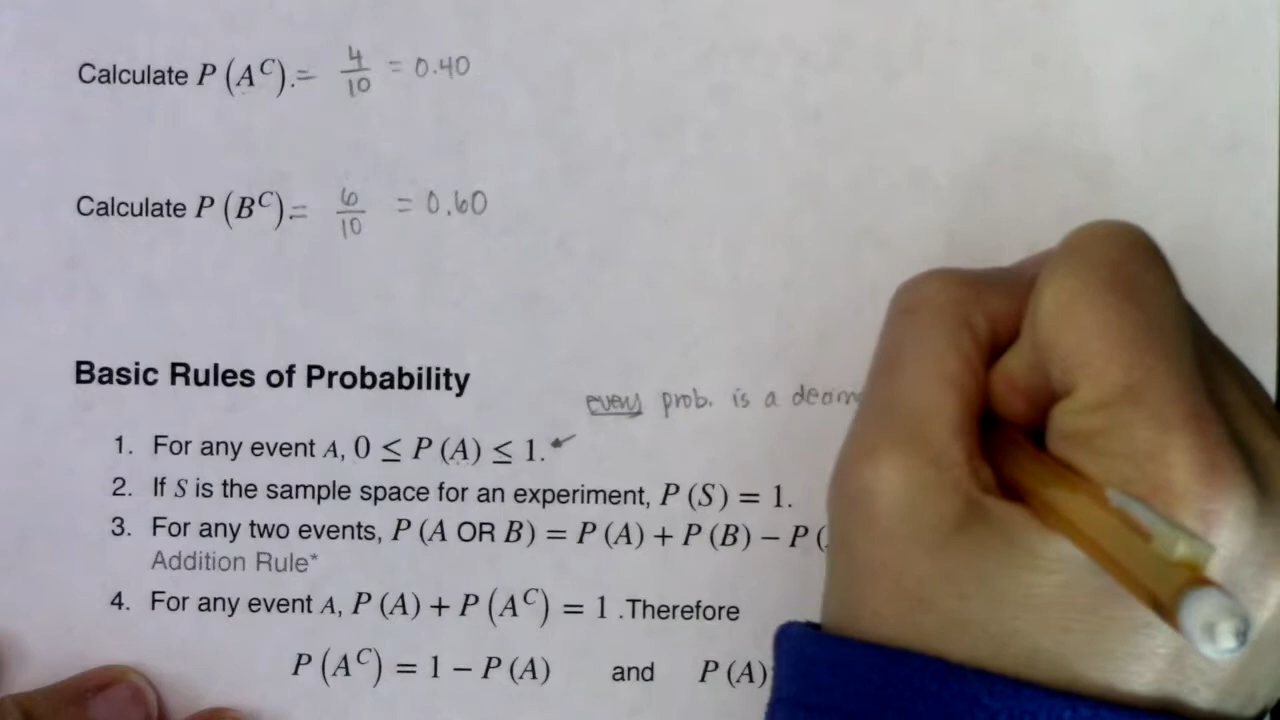 Calculate P (A^C).= 4/10 = 0.40
Calculate P (B^C) = 6/10 = 0.60
Basic Rules of Probability
every prob. is a
1. For any event A, 0 ≤ P (A) ≤ 1.
2. If S is the sample space for an experiment, P (S) = 1.
3. For any two events, P (A OR B) = P (A) + P (B) − P (
Addition Rule*
4. For any event A, P (A) + P (A^C) = 1 .Therefore
P (A^C) = 1 − P (A) and P (A)